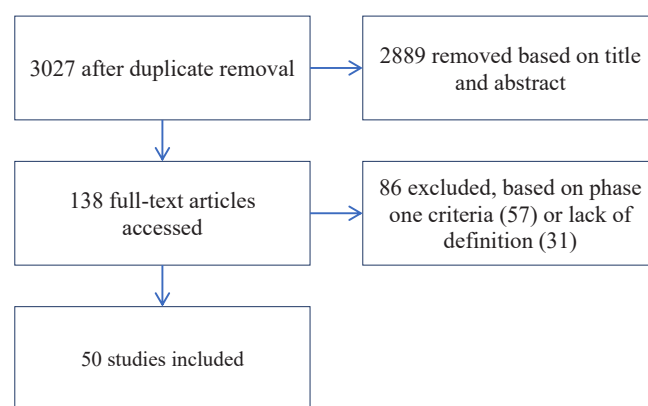 3027 after duplicate removal
2889 removed based on title
and abstract
138 full-text articles
accessed
86 excluded, based on phase
one criteria (57) or lack of
definition (31)
50 studies included